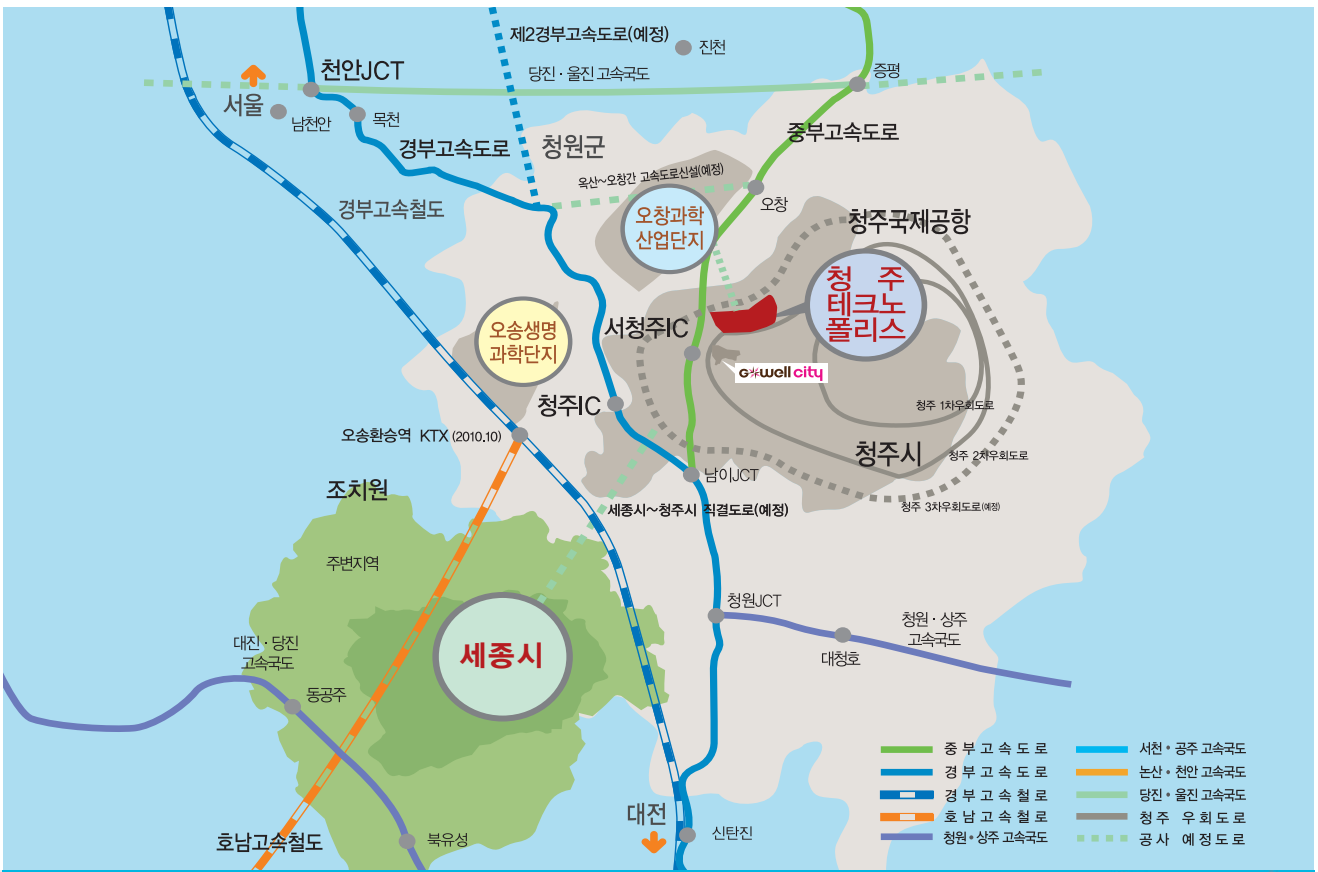 제2경부고속도로(예정)
진천
천안JCT
당진·울진 고속국도
증평
서울
남천안
목천
중부고속도로
경부고속도로
청원군
옥산~오창간 고속도로신설(예정)
경부고속철도
오창과학
산업단지
오창
청주국제공항
청 주
테크노
폴리스
오송생명
과학단지
서청주IC
Gowell city
청주IC
청주 1차우회도로
오송환승역 KTX (2010.10)
청주시
청주 2차우회도로
남이JCT
조치원
세종시~청주시 직결도로(예정)
청주 3차우회도로(예정)
주변지역
청원JCT
청원·상주
고속국도
대진·당진
고속국도
세종시
대청호
동공주
중부고속도로
서천·공주 고속국도
경부고속도로
논산·천안 고속국도
경부고속철로
당진·울진 고속국도
호남고속철로
청주 우회도로
청원·상주 고속국도
공사 예정도로
대전
신탄진
호남고속철도
북유성